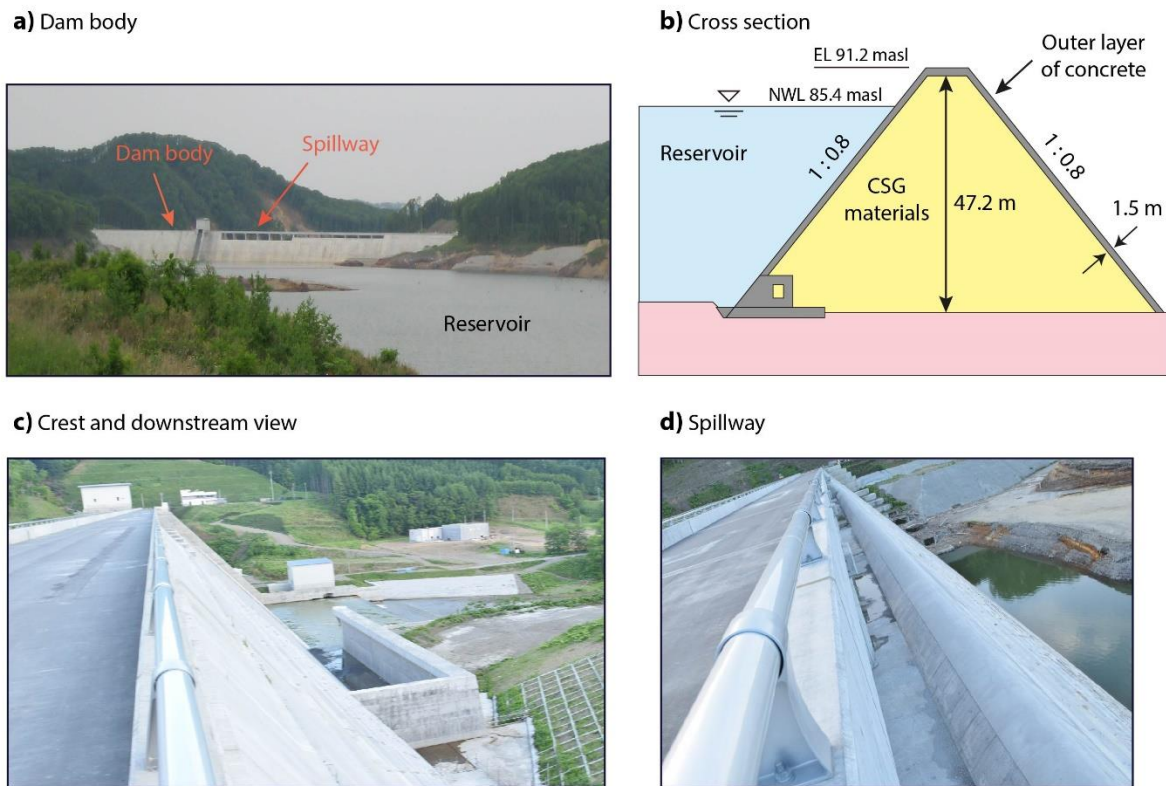 a) Dam body
Dam body
Spillway
Reservoir
b) Cross section
EL 91.2 masl
NWL 85.4 masl
Outer layer
of concrete
Reservoir
1 : 0.8
1 : 0.8
CSG
materials
47.2 m
1.5 m
c) Crest and downstream view
d) Spillway